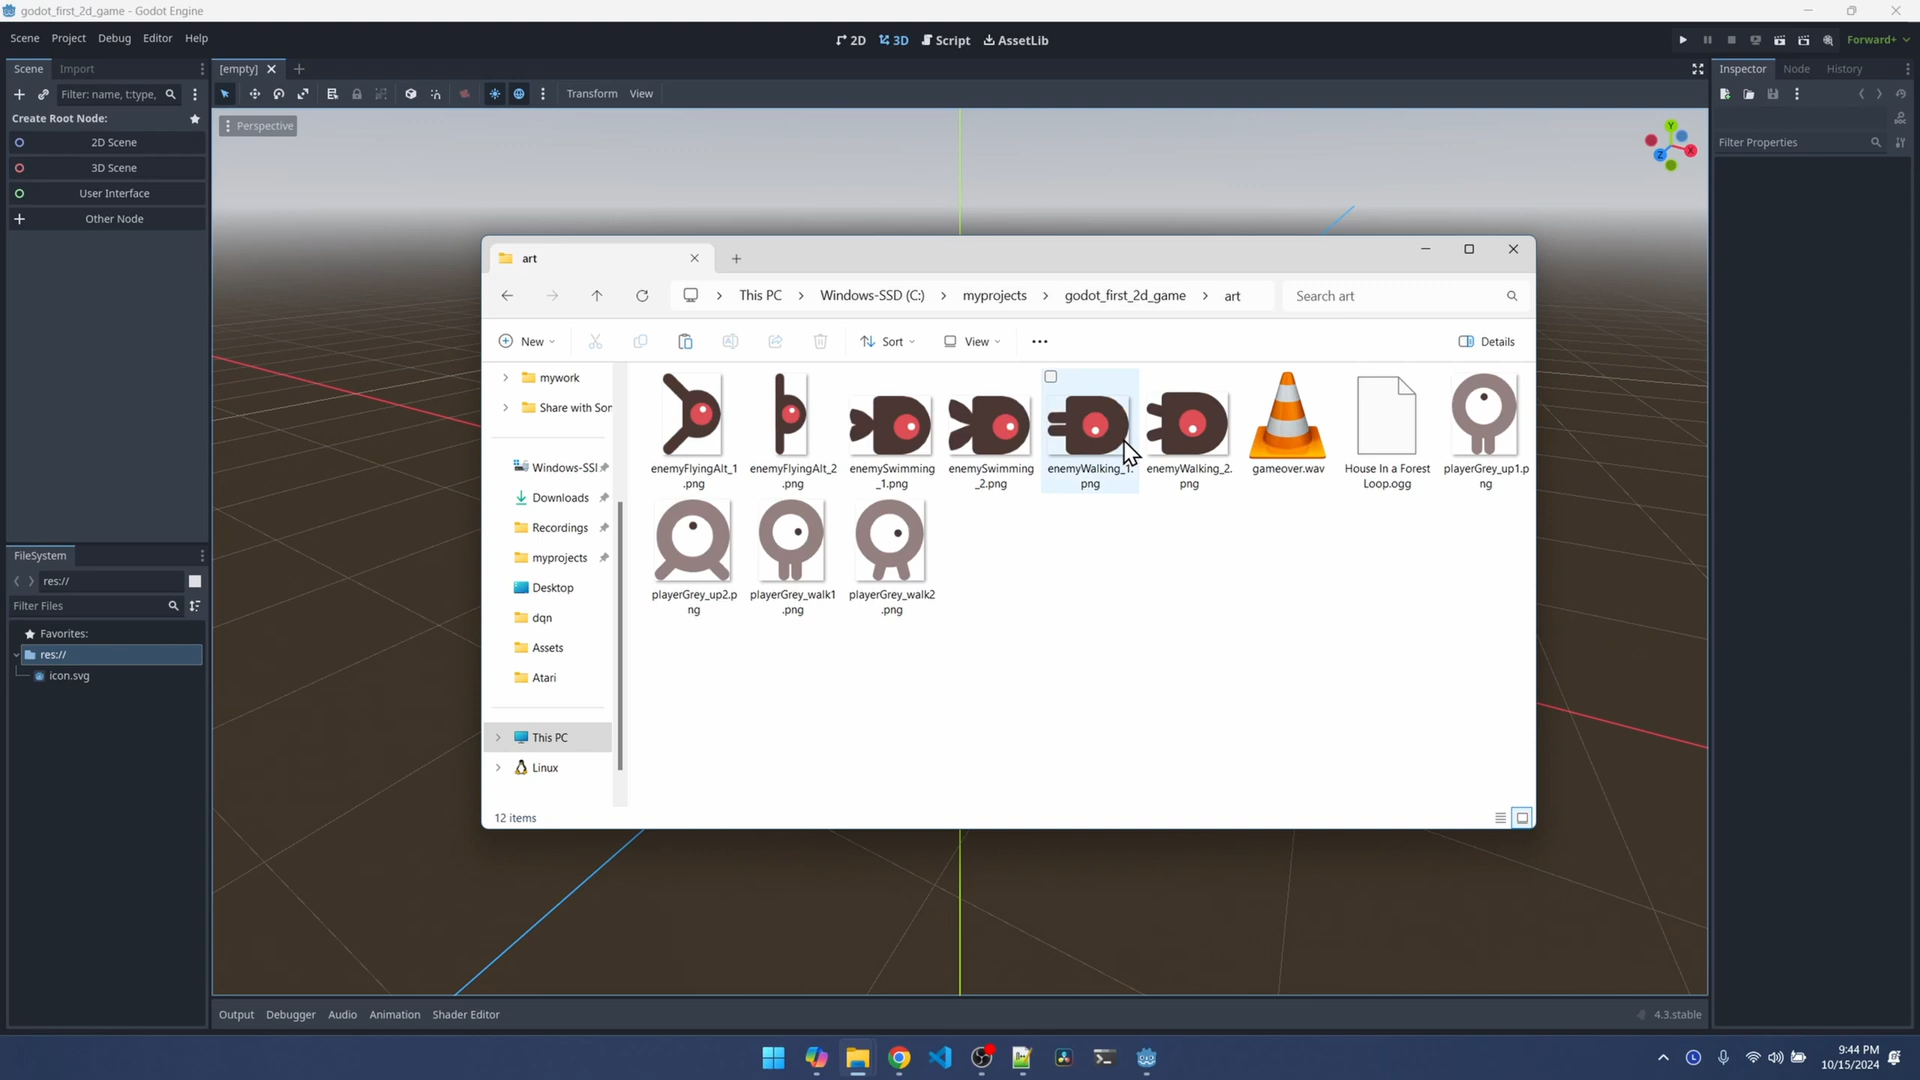 godot_first_2d_game - Godot Engine
Scene Project Debug Editor Help
2D 3D Script AssetLib
Forward+
Scene Import
[empty]
Inspector Node History
Filter: name, t:type,
Transform View
Create Root Node:
Perspective
Y
X
Z
2D Scene
Filter Properties
3D Scene
User Interface
Other Node
art
This PC > Windows-SSD (C:) > myprojects > godot_first_2d_game > art
Search art
New
Sort
View
Details
mywork
Share with Son
Windows-SSI
Downloads
Recordings
myprojects
Desktop
dqn
Assets
Atari
This PC
Linux
enemyFlyingAlt_1
.png
enemyFlyingAlt_2
.png
enemySwimming
_1.png
enemySwimming
_2.png
enemyWalking_1.
png
enemyWalking_2.
png
gameover.wav
House In a Forest
Loop.ogg
playerGrey_up1.p
ng
playerGrey_up2.p
ng
playerGrey_walk1
.png
playerGrey_walk2
.png
12 items
FileSystem
res://
Filter Files
Favorites:
res://
icon.svg
Output Debugger Audio Animation Shader Editor
4.3.stable
9:44 PM
10/15/2024